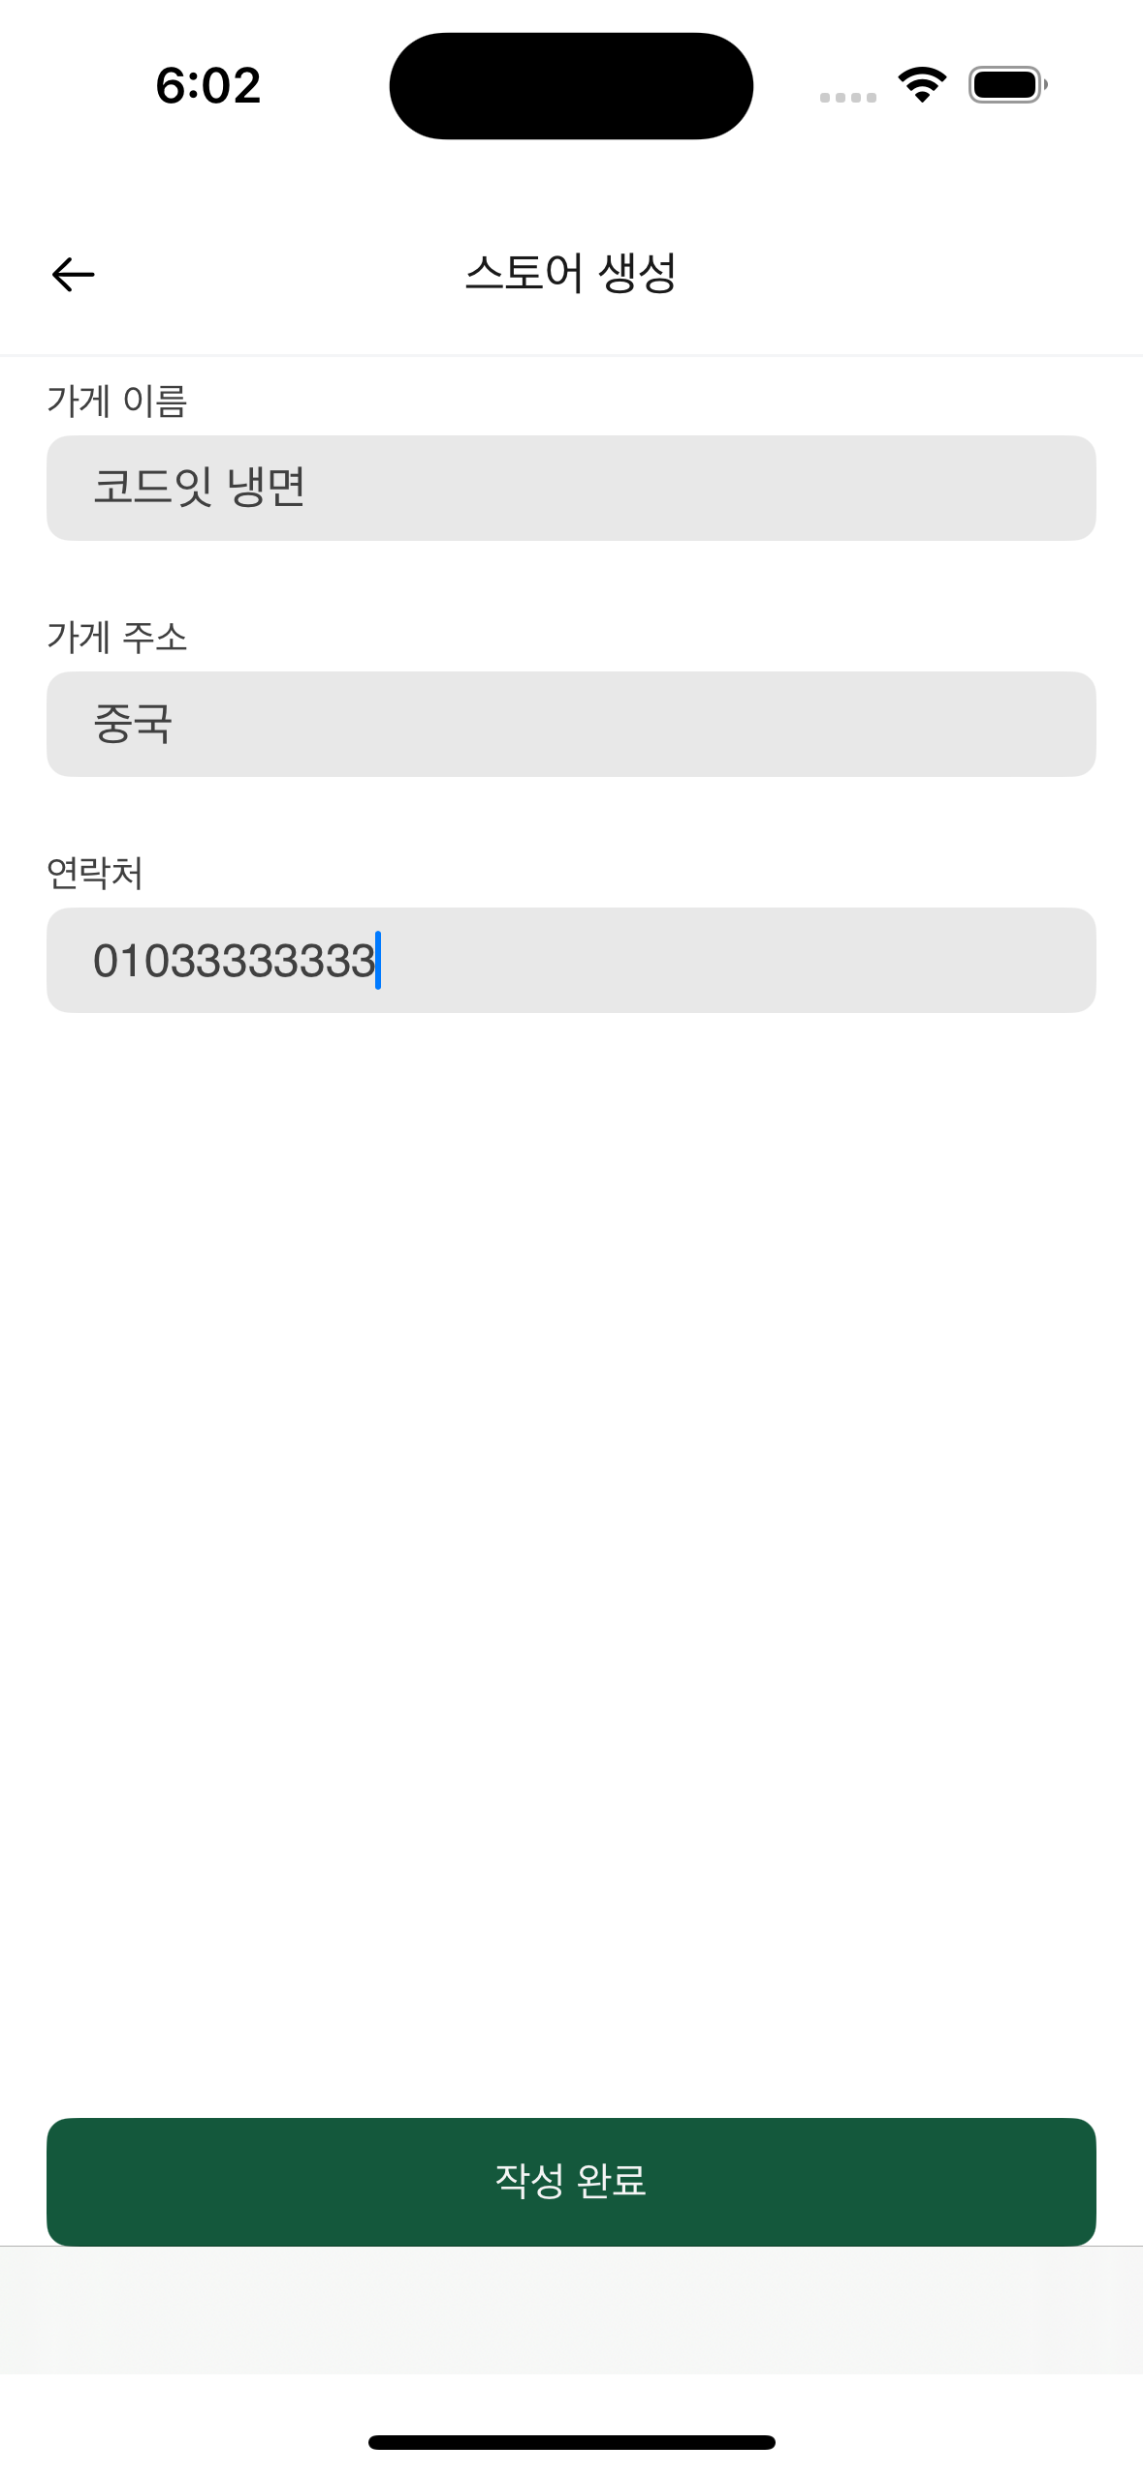 6:02
스토어 생성
가게 이름
코드잇 냉면
가게 주소
중국
연락처
01033333333
작성 완료